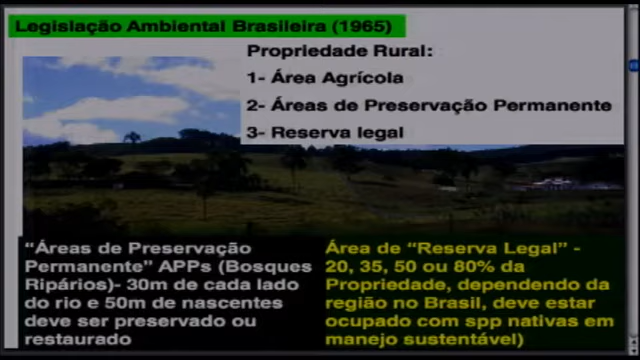 Legislação Ambiental Brasileira (1965)
Propriedade Rural:
1- Área Agrícola
2- Áreas de Preservação Permanente
3- Reserva legal
“Áreas de Preservação
Permanente” APPs (Bosques
Ripários)- 30m de cada lado
do rio e 50m de nascentes
deve ser preservado ou
restaurado
Área de “Reserva Legal” -
20, 35, 50 ou 80% da
Propriedade, dependendo da
região no Brasil, deve estar
ocupado com spp nativas em
manejo sustentável)